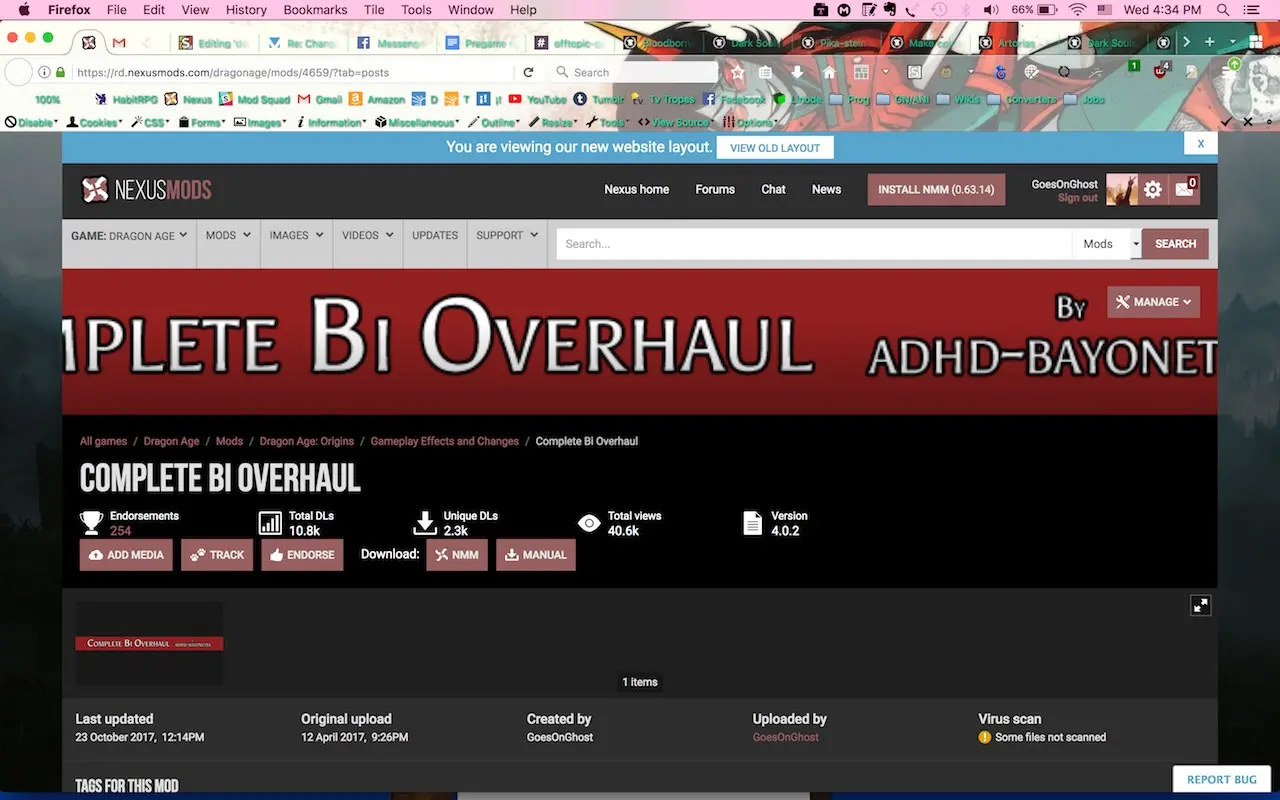 Firefox File Edit View History Bookmarks Tile Tools Window Help 66% Wed 4:34 PM
Editing 'd Re: Chan Messeng Pregame offtopic-g Bloodborn Dark Soul Pika-stein Make co Artorias Dark Soul
https://rd.nexusmods.com/dragonage/mods/4659/?tab=posts Search 1 4
100% HabitRPG Nexus Mod Squad Gmail Amazon D T YouTube Tumblr TV Tropes Facebook Linode Prog GN/ANI Wikis Converters Jobs
Disable Cookies CSS Forms Images Information Miscellaneous Outline Resize Tools View Source Options
You are viewing our new website layout. VIEW OLD LAYOUT X
NEXUSMODS Nexus home Forums Chat News INSTALL NMM (0.63.14) GoesOnGhost 0
Sign out
GAME: DRAGON AGE MODS IMAGES VIDEOS UPDATES SUPPORT Search... Mods SEARCH
By MANAGE
MPLETE BI OVERHAUL ADHD-BAYONET
All games / Dragon Age / Mods / Dragon Age: Origins / Gameplay Effects and Changes / Complete Bi Overhaul
COMPLETE BI OVERHAUL
Endorsements Total DLs Unique DLs Total views Version
254 10.8k 2.3k 40.6k 4.0.2
ADD MEDIA TRACK ENDORSE Download: NMM MANUAL
COMPLETE BI OVERHAUL
1 items
Last updated Original upload Created by Uploaded by Virus scan
23 October 2017, 12:14PM 12 April 2017, 9:26PM GoesOnGhost GoesOnGhost Some files not scanned
TAGS FOR THIS MOD
REPORT BUG